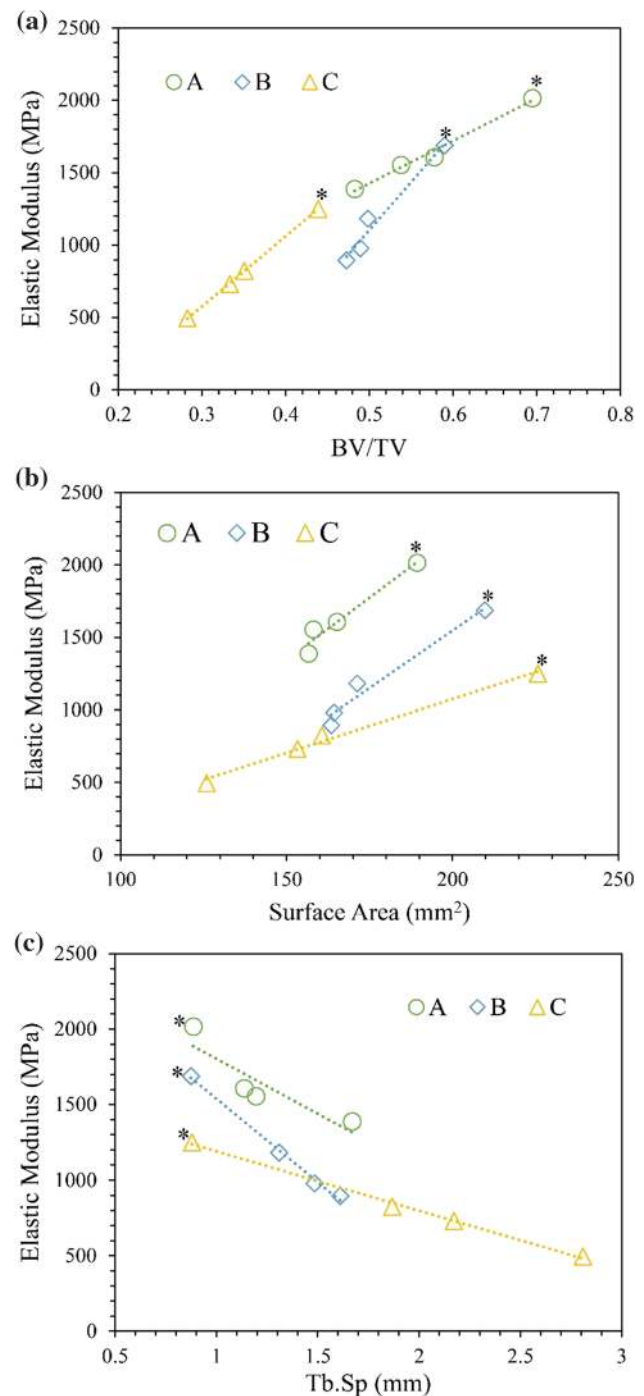 (a)
2500
A B C
*
*
*
2000
1500
1000
500
0
0.2 0.3 0.4 0.5 0.6 0.7 0.8
Elastic Modulus (MPa)
BV/TV
(b)
2500
A B C
*
*
*
2000
1500
1000
500
0
100 150 200 250
Elastic Modulus (MPa)
Surface Area (mm²)
(c)
2500
A B C
*
*
*
2000
1500
1000
500
0
0.5 1 1.5 2 2.5 3
Elastic Modulus (MPa)
Tb.Sp (mm)